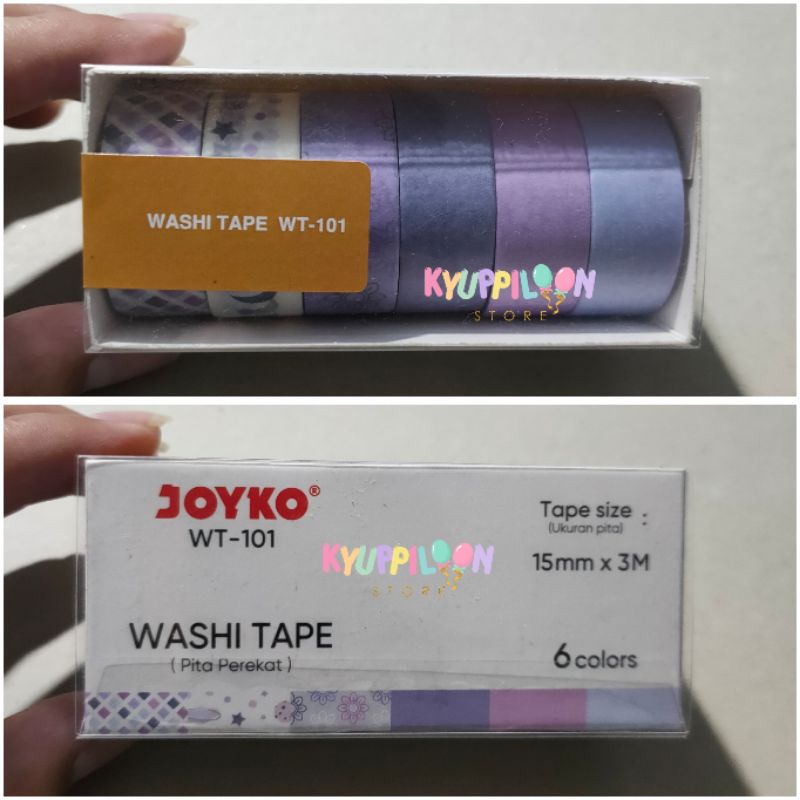 WASHI TAPE WT-101
KYUPPILOON
STORE
JOYKO®
WT-101
Tape size :
(Ukuran pita)
15mm x 3M
KYUPPILOON
STORE
WASHI TAPE
( Pita Perekat )
6 colors